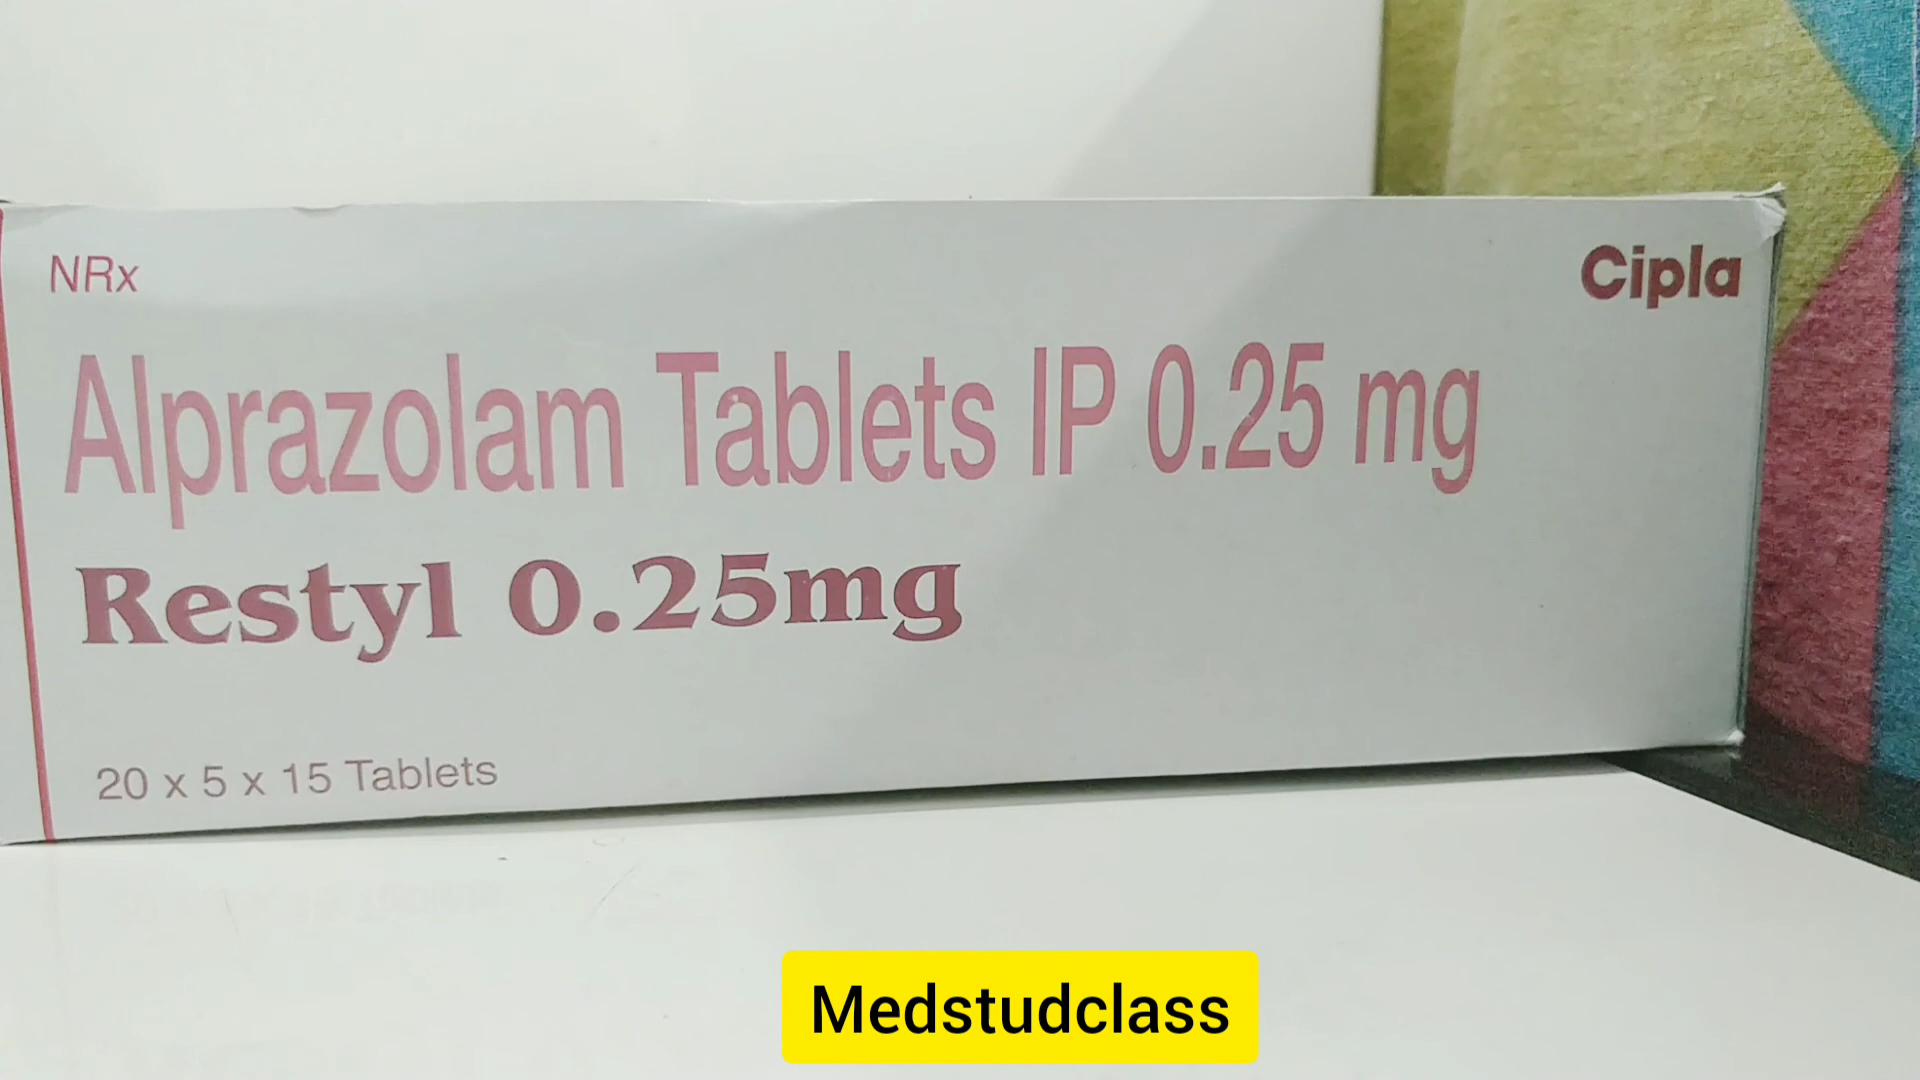 NRx
Cipla
Alprazolam Tablets IP 0.25 mg
Restyl 0.25mg
20 x 5 x 15 Tablets
Medstudclass